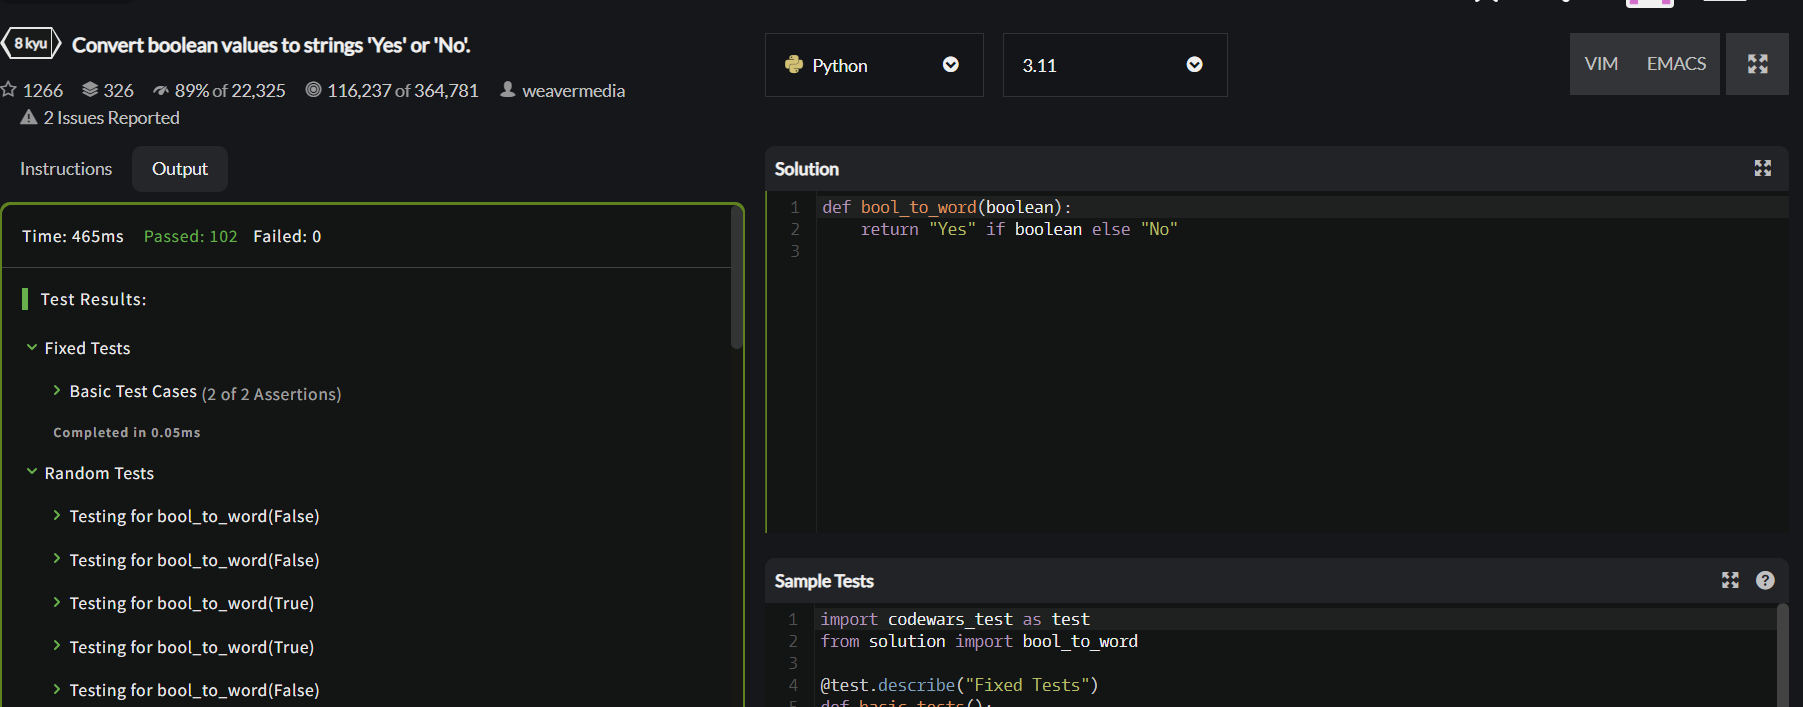 8 kyu Convert boolean values to strings 'Yes' or 'No'.
1266 326 89% of 22,325 116,237 of 364,781 weavermedia
2 Issues Reported
Instructions Output
Time: 465ms Passed: 102 Failed: 0
Test Results:
Fixed Tests
Basic Test Cases (2 of 2 Assertions)
Completed in 0.05ms
Random Tests
Testing for bool_to_word(False)
Testing for bool_to_word(False)
Testing for bool_to_word(True)
Testing for bool_to_word(True)
Testing for bool_to_word(False)
Python 3.11 VIM EMACS
Solution
1 def bool_to_word(boolean):
2     return "Yes" if boolean else "No"
3
Sample Tests ?
1 import codewars_test as test
2 from solution import bool_to_word
3
4 @test.describe("Fixed Tests")
5 def basic_tests():